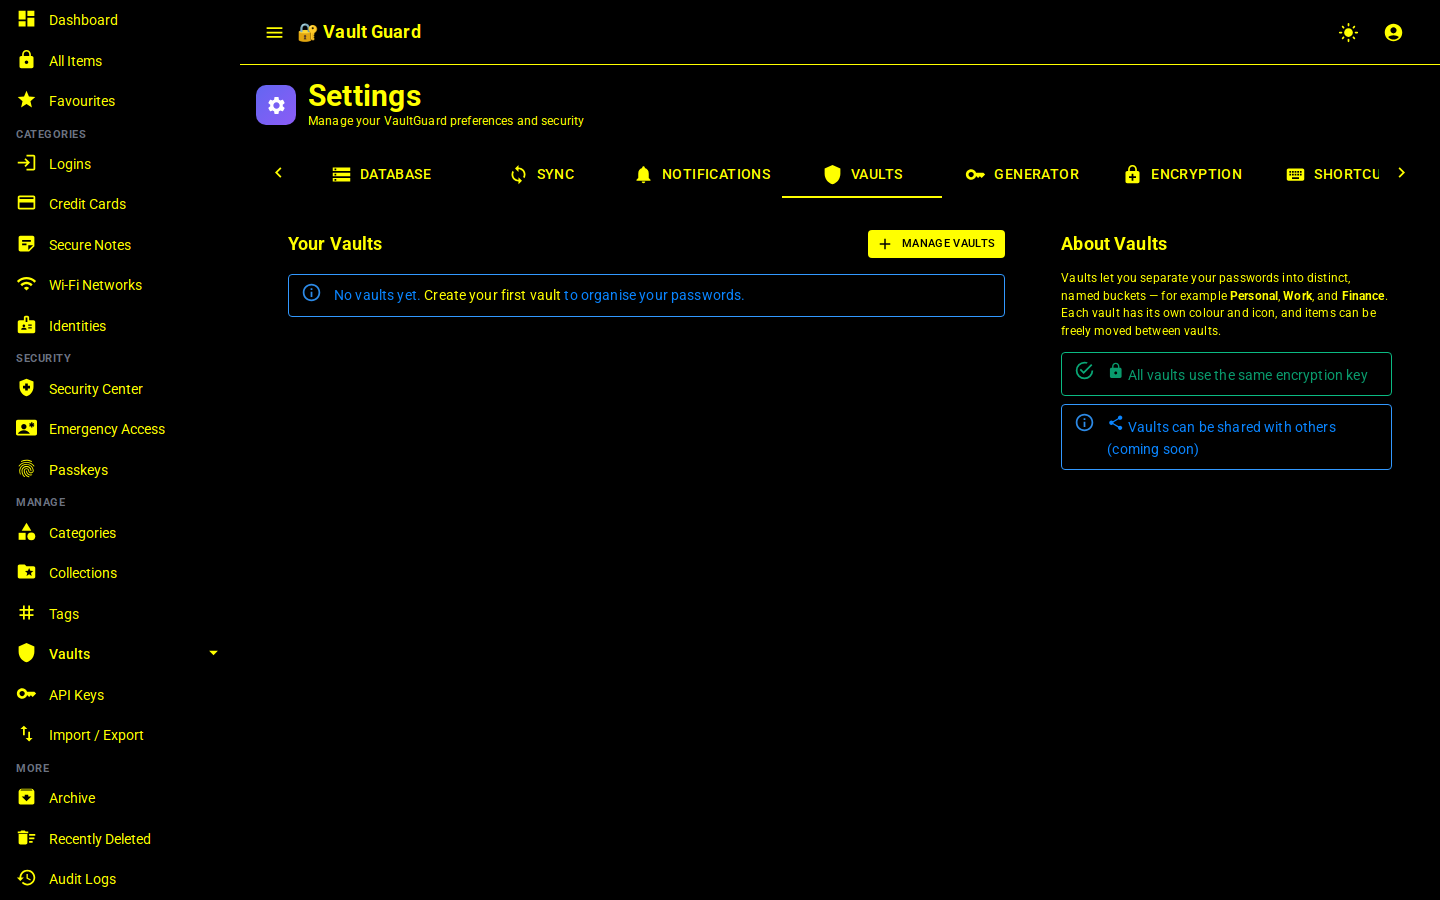 Dashboard
All Items
Favourites
CATEGORIES
Logins
Credit Cards
Secure Notes
Wi-Fi Networks
Identities
SECURITY
Security Center
Emergency Access
Passkeys
MANAGE
Categories
Collections
Tags
Vaults
API Keys
Import / Export
MORE
Archive
Recently Deleted
Audit Logs
Vault Guard
Settings
Manage your VaultGuard preferences and security
DATABASE
SYNC
NOTIFICATIONS
VAULTS
GENERATOR
ENCRYPTION
SHORTCU
Your Vaults
MANAGE VAULTS
No vaults yet. Create your first vault to organise your passwords.
About Vaults
Vaults let you separate your passwords into distinct,
named buckets — for example Personal, Work, and Finance.
Each vault has its own colour and icon, and items can be
freely moved between vaults.
All vaults use the same encryption key
Vaults can be shared with others
(coming soon)